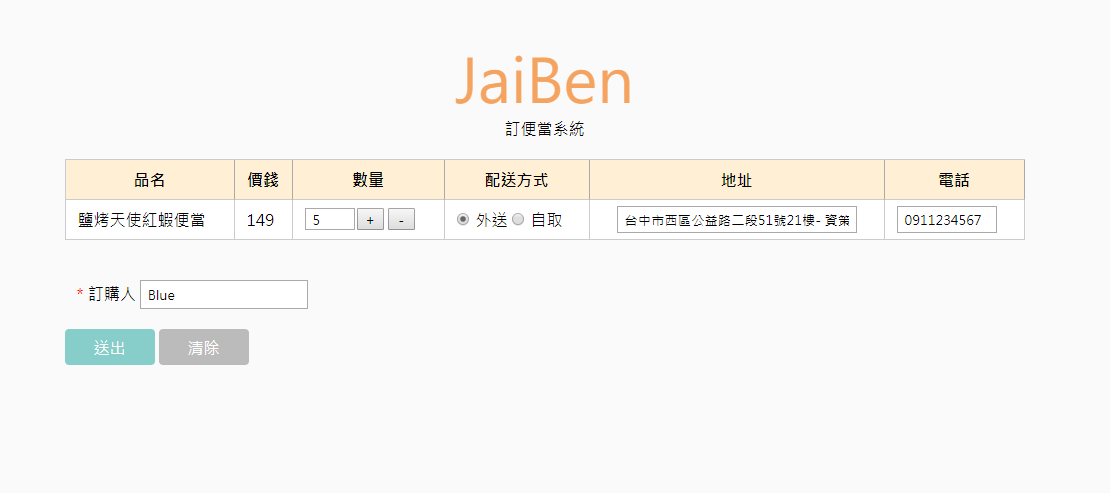 JaiBen
訂便當系統
品名 價錢 數量 配送方式 地址 電話
鹽烤天使紅蝦便當 149 5 + - 外送 自取 台中市西區公益路二段51號21樓- 資策 0911234567
* 訂購人 Blue
送出 清除